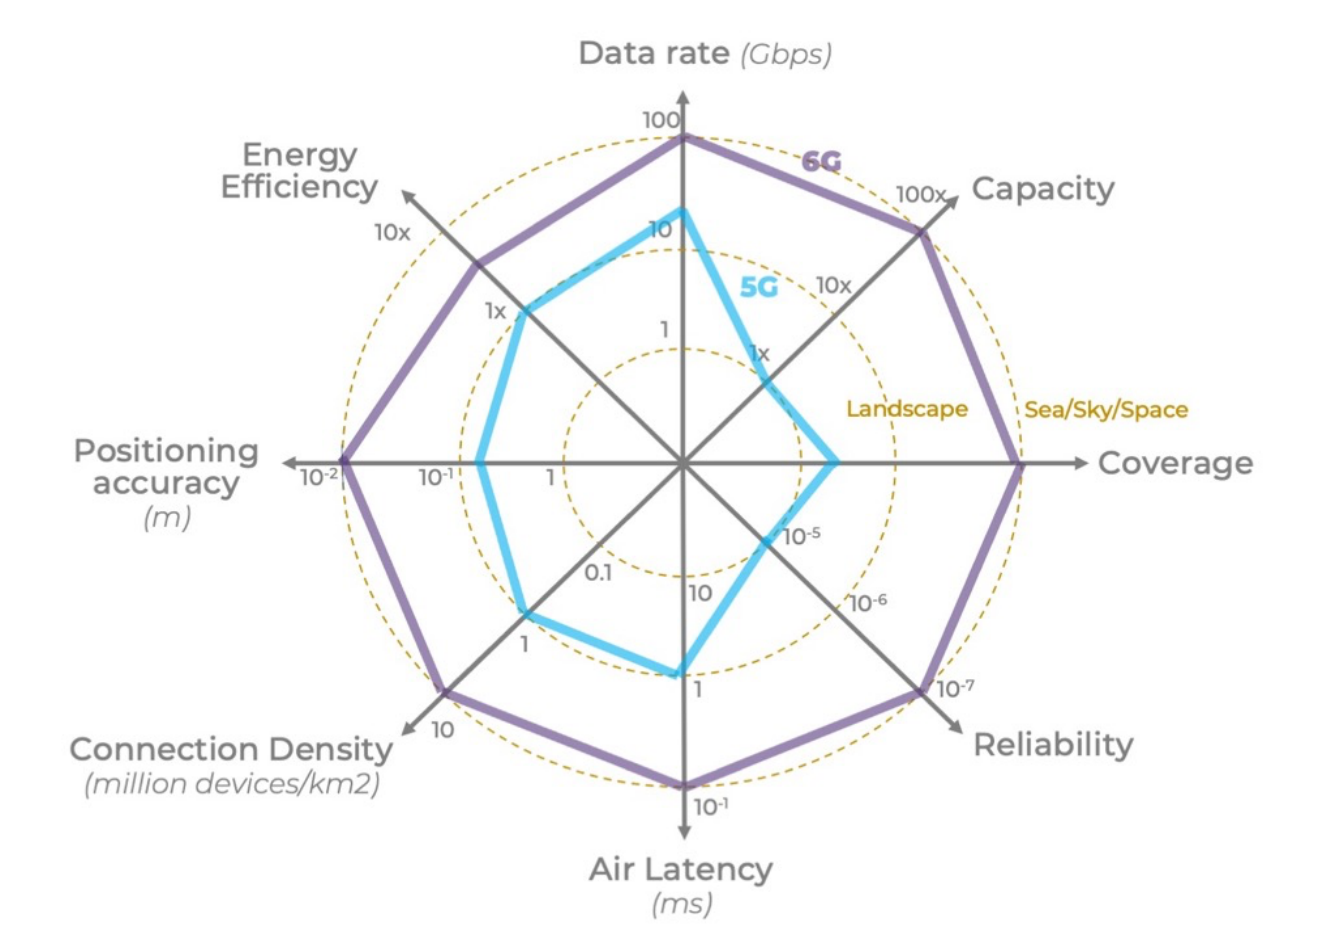 Data rate (Gbps)
100
6G
Energy
Efficiency
100x
Capacity
10x
10
5G
10x
1x
1
1x
Landscape
Sea/Sky/Space
Positioning
accuracy
(m)
10-2
10-1
1
Coverage
10-5
0.1
10
10-6
1
1
10-7
10
Reliability
Connection Density
(million devices/km2)
10-1
Air Latency
(ms)